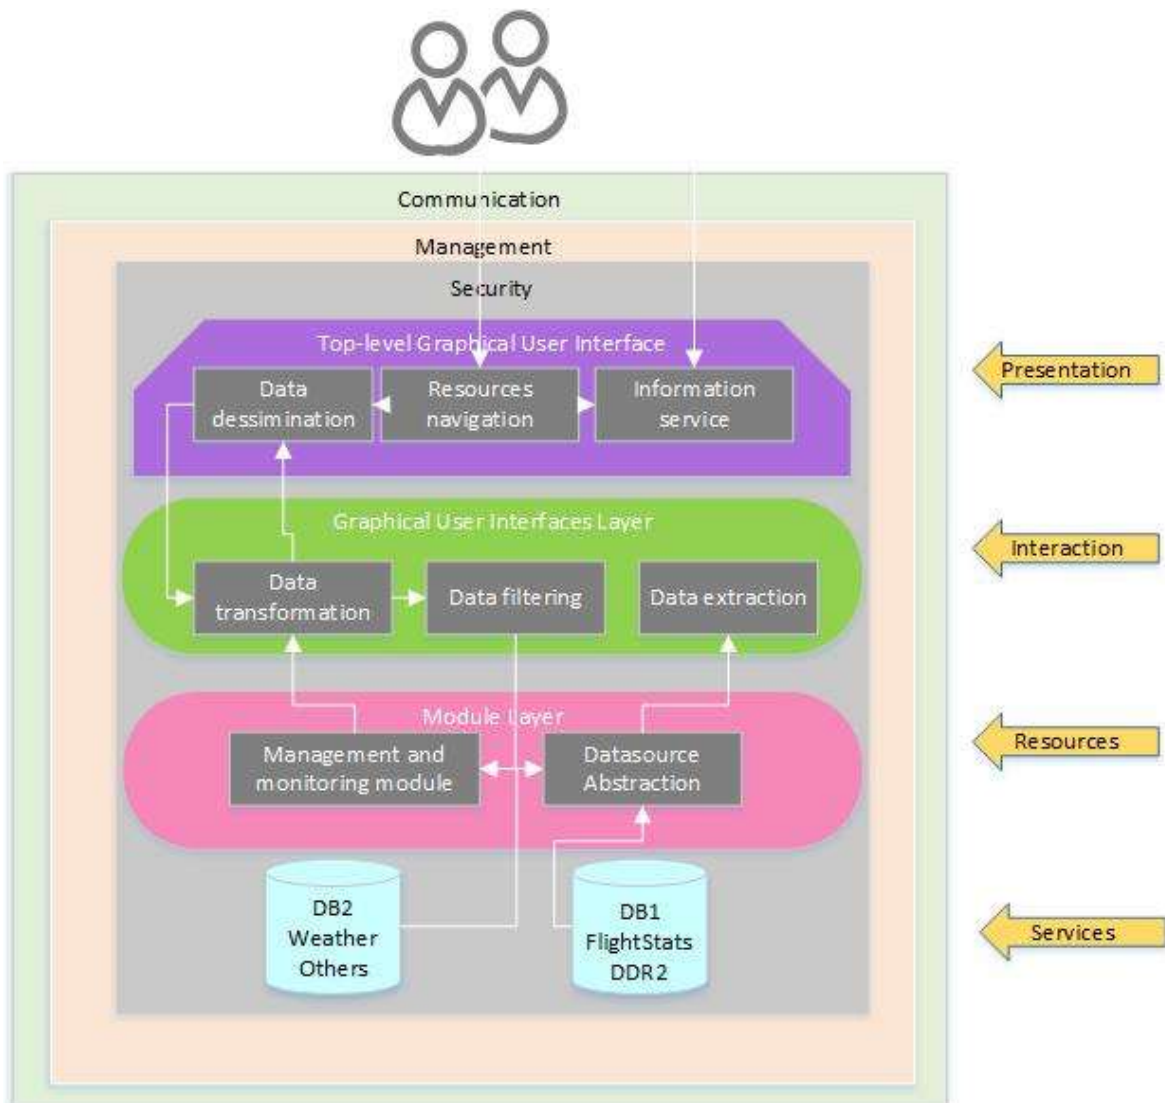 Communication
Management
Security
Top-level Graphical User Interface
Data
dessimination
Resources
navigation
Information
service
Presentation
Graphical User Interfaces Layer
Data
transformation
Data filtering
Data extraction
Interaction
Module Layer
Management and
monitoring module
Datasource
Abstraction
Resources
DB2
Weather
Others
DB1
FlightStats
DDR2
Services